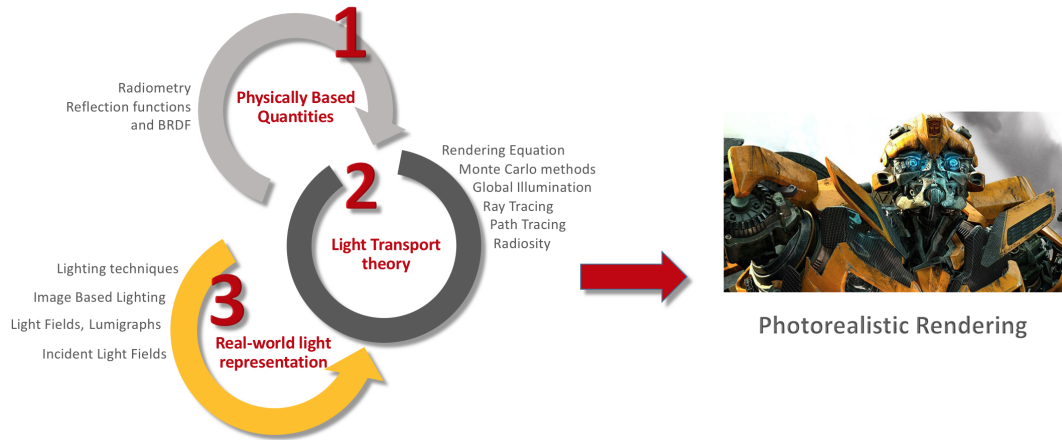 1
Radiometry
Reflection functions
and BRDF
Physically Based
Quantities
2
Rendering Equation
Monte Carlo methods
Global Illumination
Ray Tracing
Path Tracing
Radiosity
Light Transport
theory
3
Lighting techniques
Image Based Lighting
Light Fields, Lumigraphs
Incident Light Fields
Real-world light
representation
Photorealistic Rendering